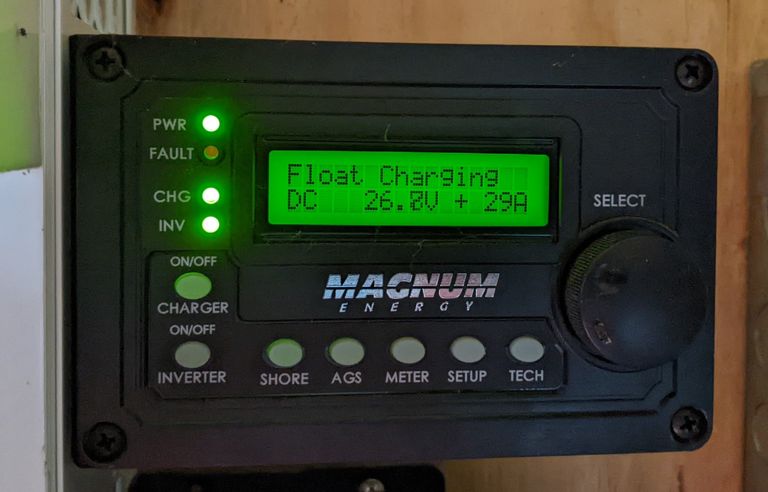 PWR
FAULT
CHG
INV
Float Charging
DC 26.0V + 29A
SELECT
ON/OFF
CHARGER
MAGNUM
ENERGY
ON/OFF
INVERTER
SHORE
AGS
METER
SETUP
TECH